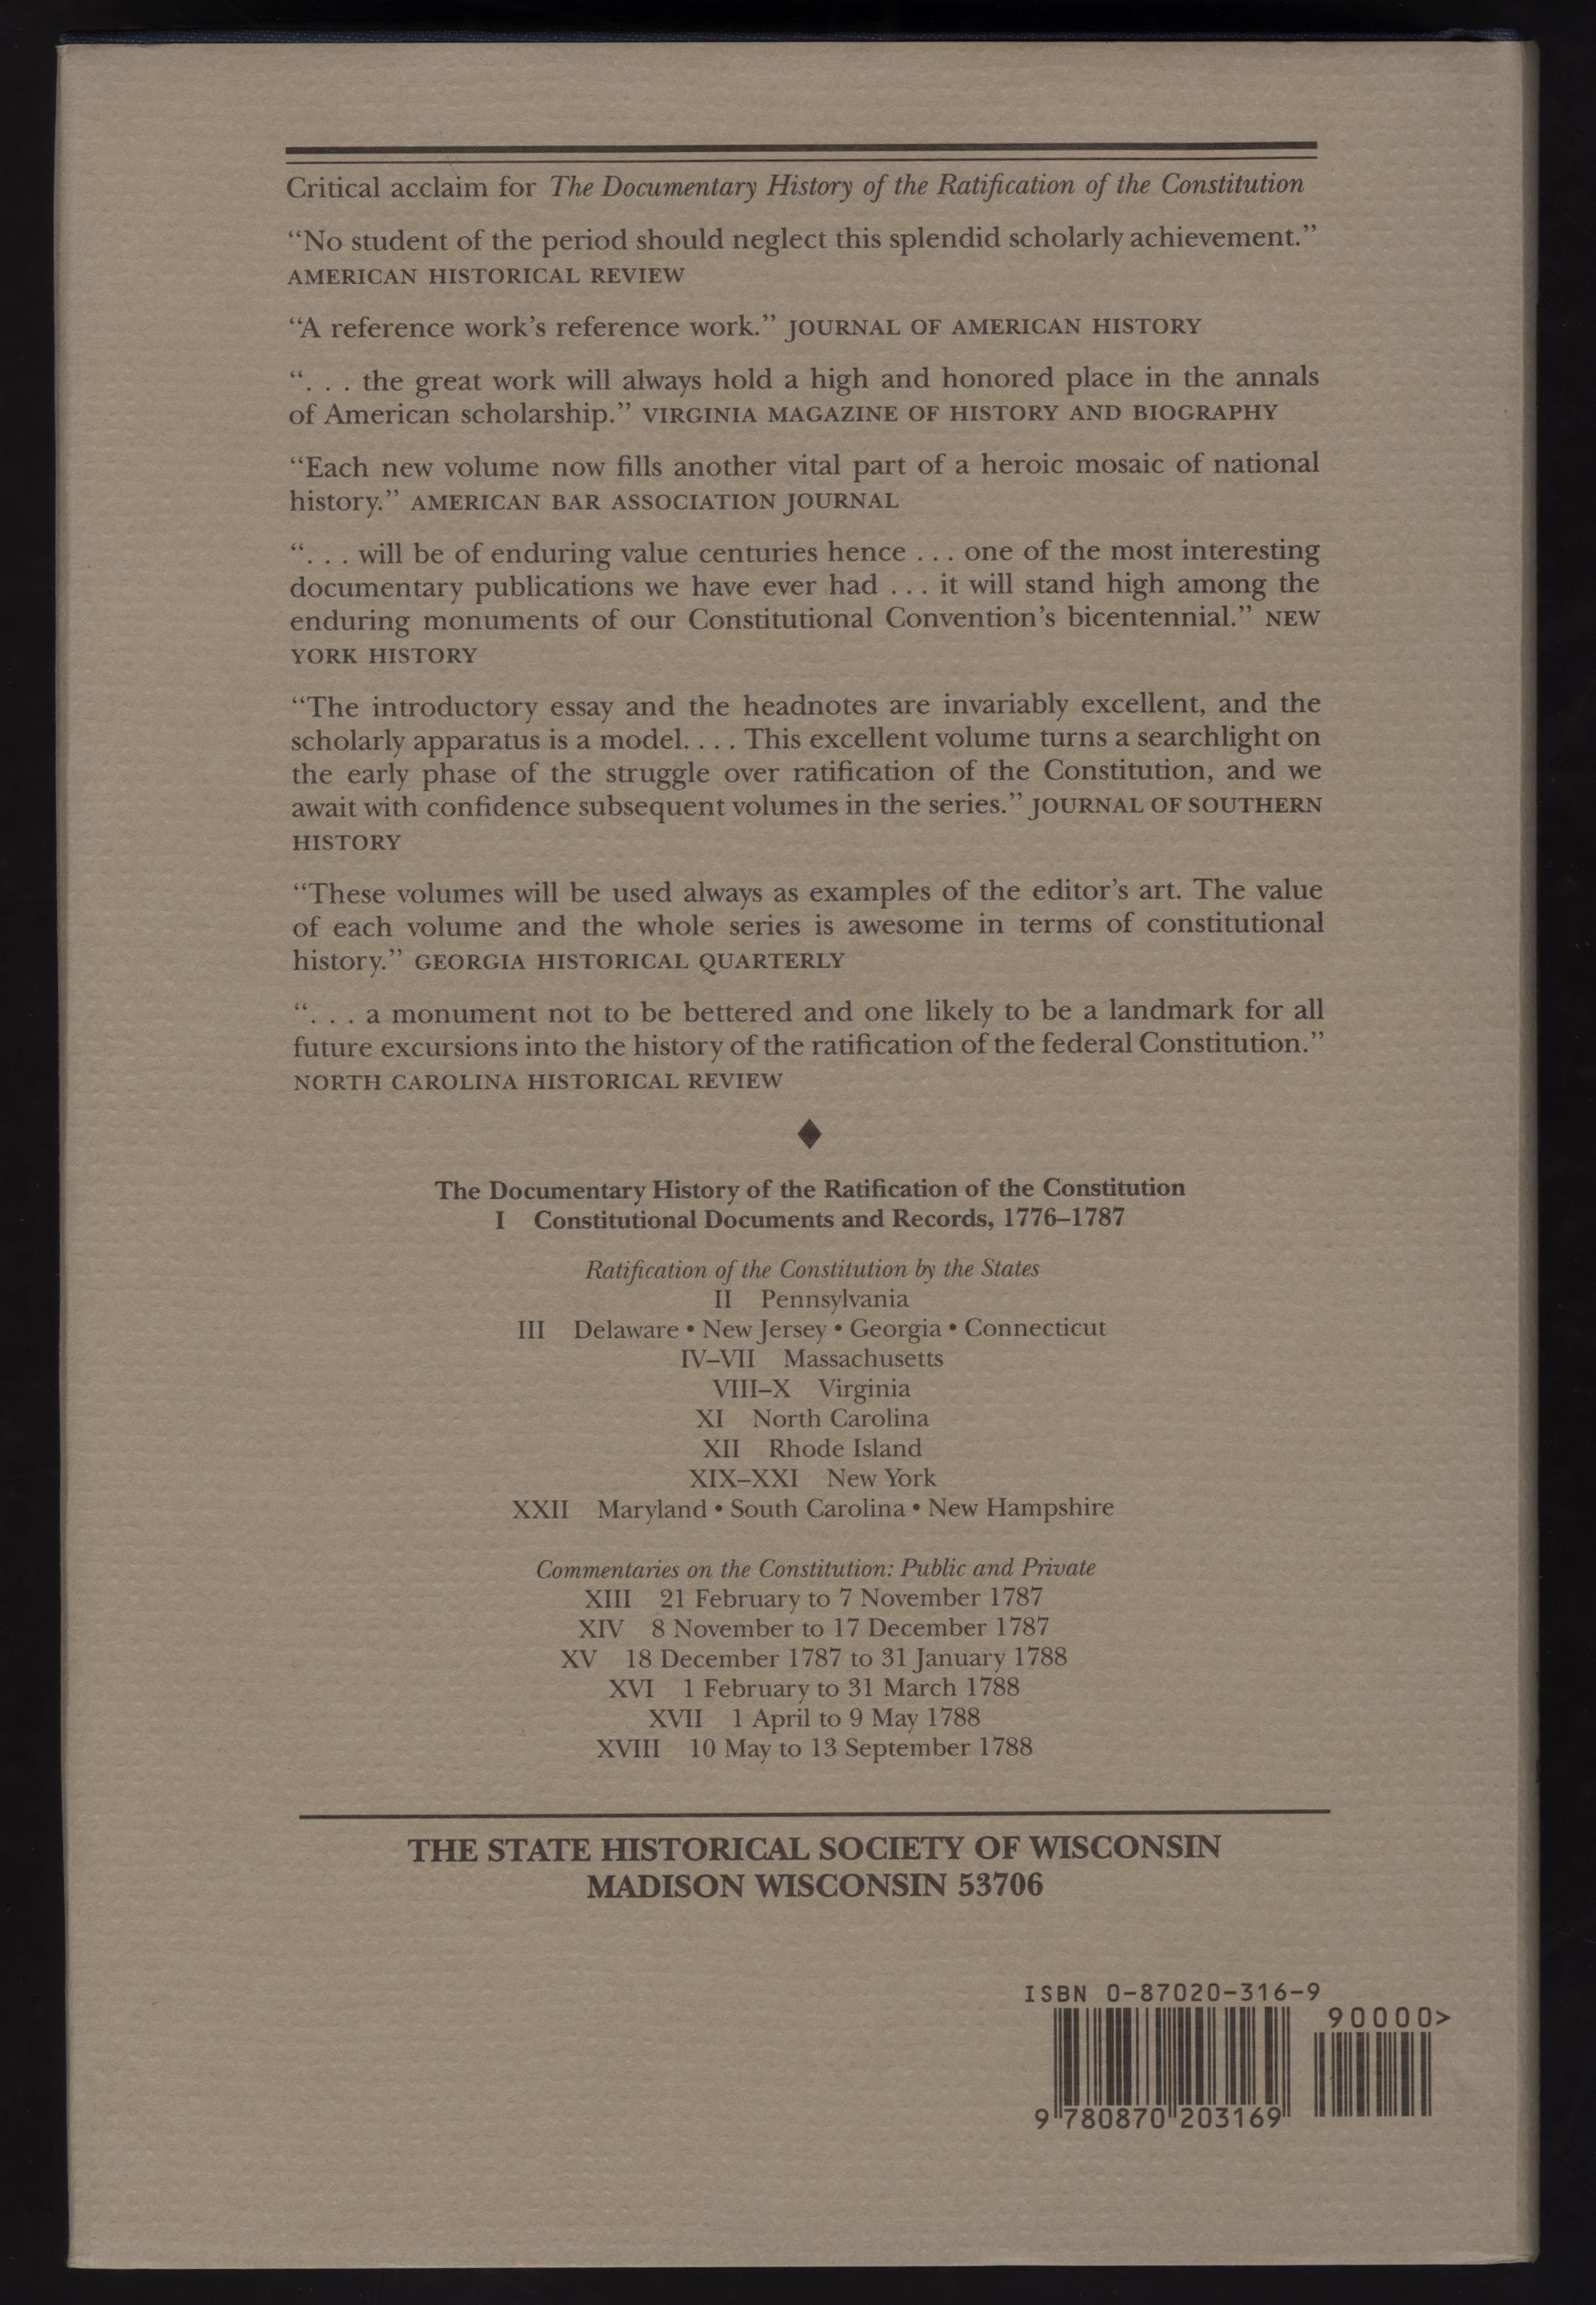 Critical acclaim for The Documentary History of the Ratification of the Constitution
“No student of the period should neglect this splendid scholarly achievement.”
AMERICAN HISTORICAL REVIEW
“A reference work’s reference work.” JOURNAL OF AMERICAN HISTORY
“. . . the great work will always hold a high and honored place in the annals
of American scholarship.” VIRGINIA MAGAZINE OF HISTORY AND BIOGRAPHY
“Each new volume now fills another vital part of a heroic mosaic of national
history.” AMERICAN BAR ASSOCIATION JOURNAL
“. . . will be of enduring value centuries hence . . . one of the most interesting
documentary publications we have ever had . . . it will stand high among the
enduring monuments of our Constitutional Convention’s bicentennial.” NEW
YORK HISTORY
“The introductory essay and the headnotes are invariably excellent, and the
scholarly apparatus is a model. . . . This excellent volume turns a searchlight on
the early phase of the struggle over ratification of the Constitution, and we
await with confidence subsequent volumes in the series.” JOURNAL OF SOUTHERN
HISTORY
“These volumes will be used always as examples of the editor’s art. The value
of each volume and the whole series is awesome in terms of constitutional
history.” GEORGIA HISTORICAL QUARTERLY
“. . . a monument not to be bettered and one likely to be a landmark for all
future excursions into the history of the ratification of the federal Constitution.”
NORTH CAROLINA HISTORICAL REVIEW
♦
The Documentary History of the Ratification of the Constitution
I Constitutional Documents and Records, 1776–1787
Ratification of the Constitution by the States
II Pennsylvania
III Delaware • New Jersey • Georgia • Connecticut
IV–VII Massachusetts
VIII–X Virginia
XI North Carolina
XII Rhode Island
XIX–XXI New York
XXII Maryland • South Carolina • New Hampshire
Commentaries on the Constitution: Public and Private
XIII 21 February to 7 November 1787
XIV 8 November to 17 December 1787
XV 18 December 1787 to 31 January 1788
XVI 1 February to 31 March 1788
XVII 1 April to 9 May 1788
XVIII 10 May to 13 September 1788
THE STATE HISTORICAL SOCIETY OF WISCONSIN
MADISON WISCONSIN 53706
ISBN 0-87020-316-9
90000>
9 780870 203169